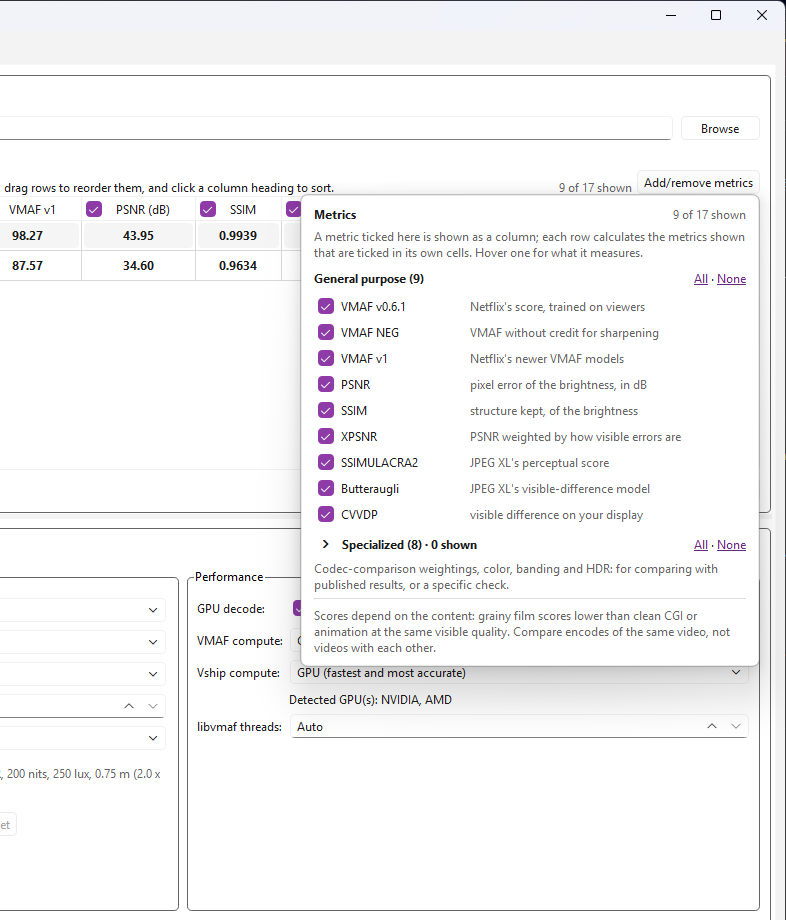 Browse
drag rows to reorder them, and click a column heading to sort.
9 of 17 shown
Add/remove metrics
VMAF v1 PSNR (dB) SSIM
98.27 43.95 0.9939
87.57 34.60 0.9634
Metrics 9 of 17 shown
A metric ticked here is shown as a column; each row calculates the metrics shown
that are ticked in its own cells. Hover one for what it measures.
General purpose (9) All · None
VMAF v0.6.1 Netflix's score, trained on viewers
VMAF NEG VMAF without credit for sharpening
VMAF v1 Netflix's newer VMAF models
PSNR pixel error of the brightness, in dB
SSIM structure kept, of the brightness
XPSNR PSNR weighted by how visible errors are
SSIMULACRA2 JPEG XL's perceptual score
Butteraugli JPEG XL's visible-difference model
CVVDP visible difference on your display
Specialized (8) · 0 shown All · None
Codec-comparison weightings, color, banding and HDR: for comparing with
published results, or a specific check.
Scores depend on the content: grainy film scores lower than clean CGI or
animation at the same visible quality. Compare encodes of the same video, not
videos with each other.
Performance
GPU decode:
VMAF compute:
Vship compute: GPU (fastest and most accurate)
Detected GPU(s): NVIDIA, AMD
libvmaf threads: Auto
, 200 nits, 250 lux, 0.75 m (2.0 x